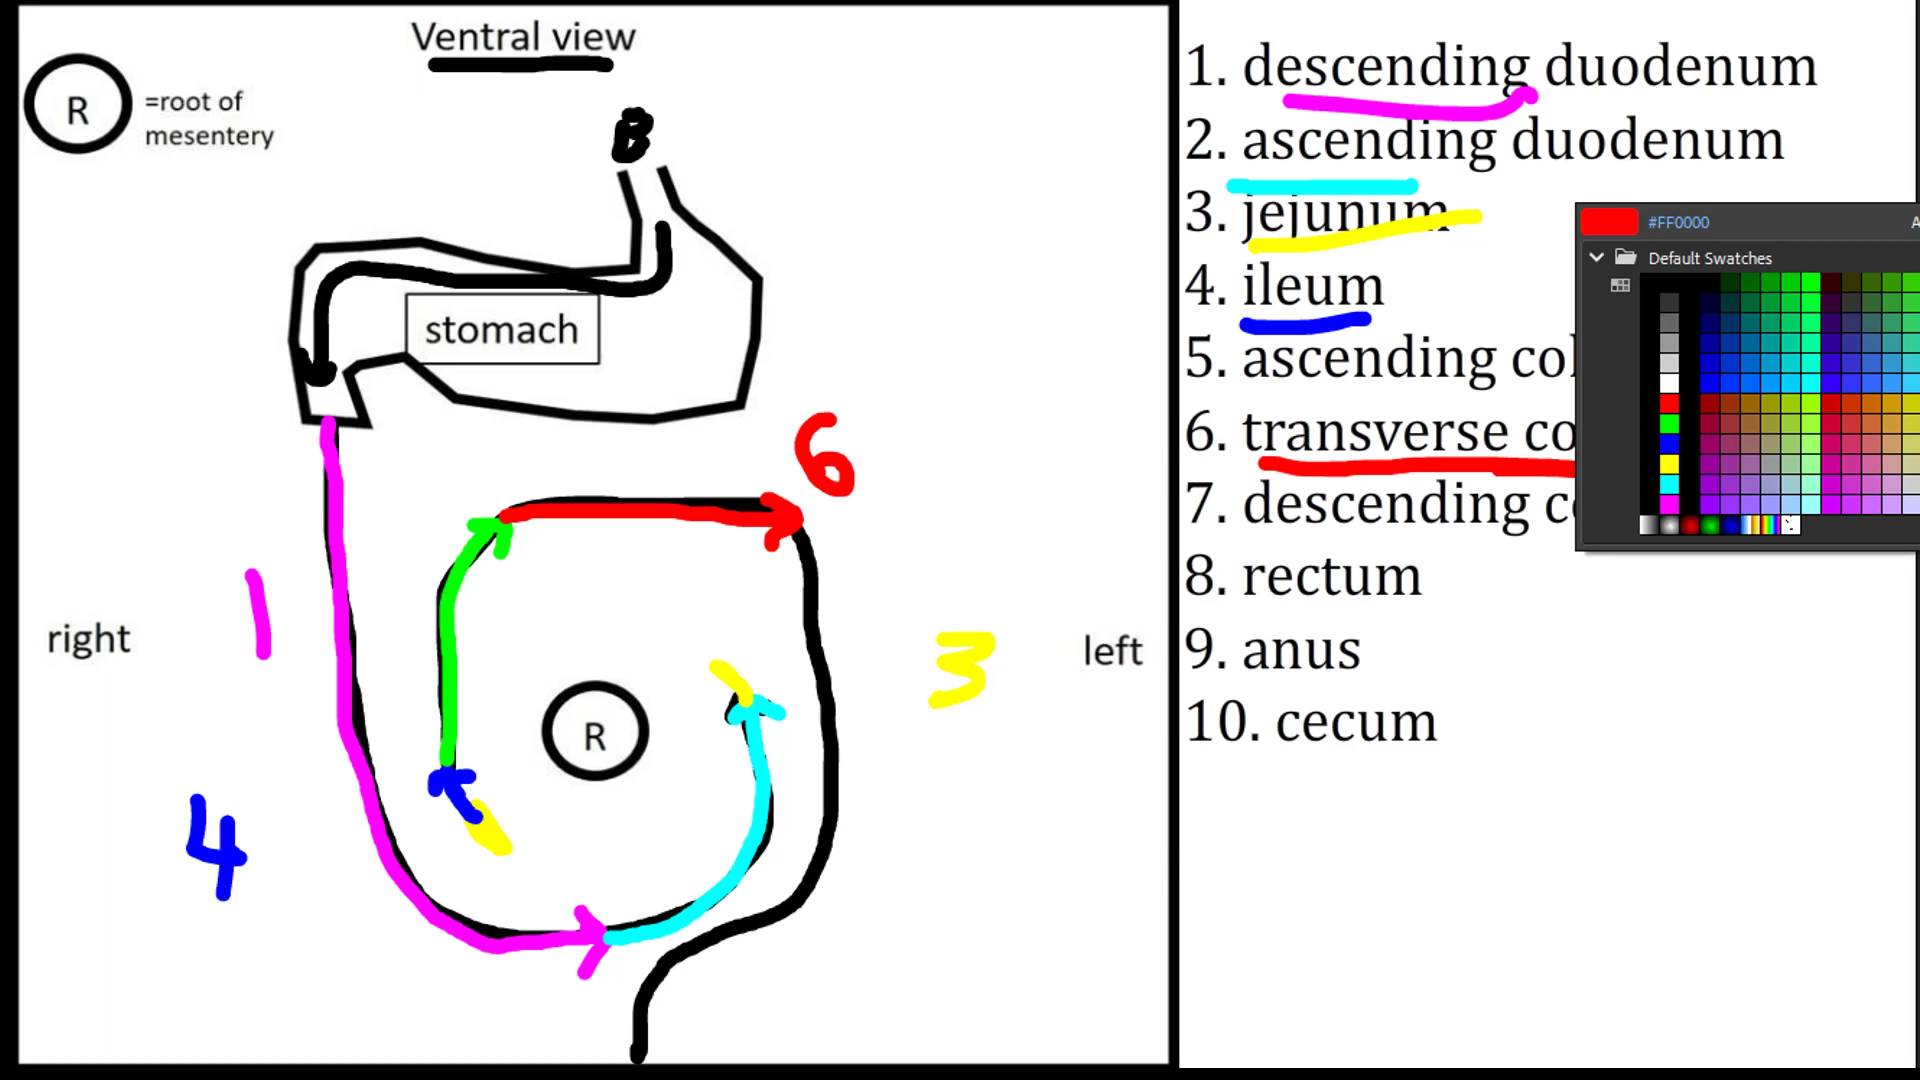 Ventral view
R
=root of
mesentery
B
stomach
6
1
right
3
left
R
4
1. descending duodenum
2. ascending duodenum
3. jejunum
4. ileum
5. ascending col
6. transverse co
7. descending c
8. rectum
9. anus
10. cecum
#FF0000
A
Default Swatches